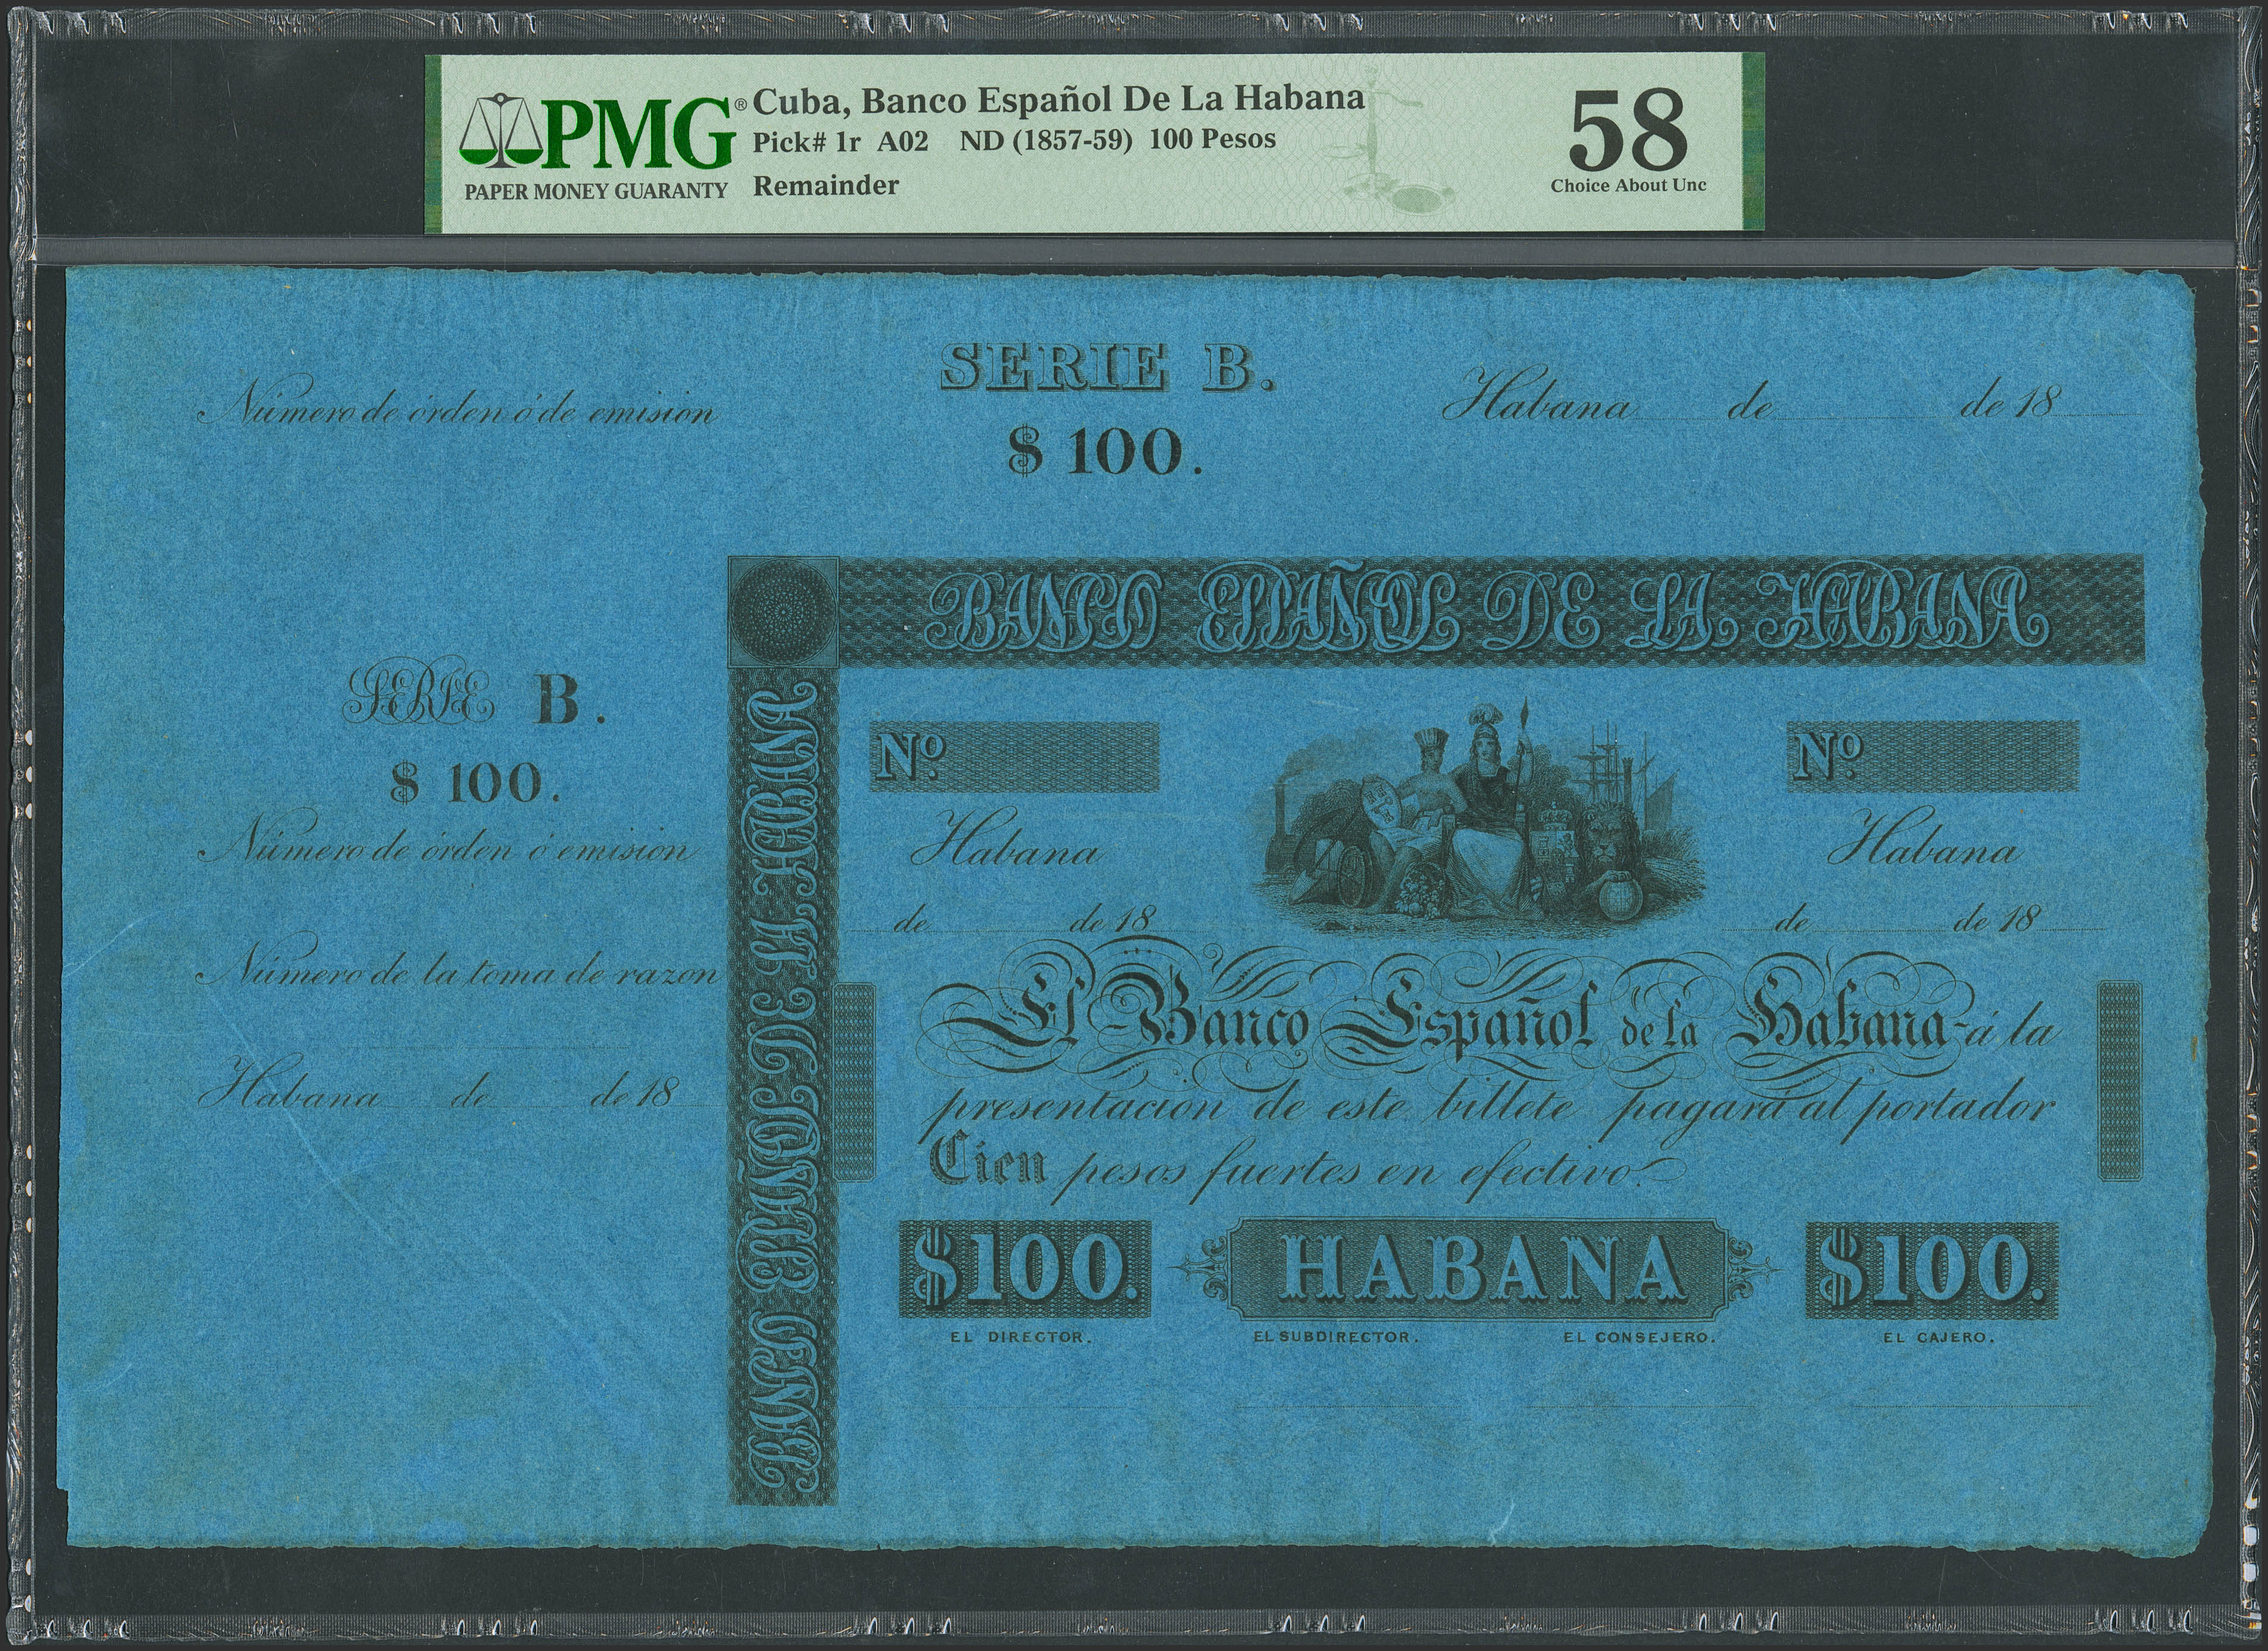 PMG®
PAPER MONEY GUARANTY
Cuba, Banco Español De La Habana
Pick# 1r A02 ND (1857-59) 100 Pesos
Remainder
58
Choice About Unc
SERIE B.
$ 100.
Número de órden ó de emision
Habana de de 18
SERIE B.
$ 100.
Número de órden ó emision
Número de la toma de razon
Habana de de 18
BANCO ESPAÑOL DE LA HABANA
BANCO ESPAÑOL DE LA HABANA
Nº
Habana
de de 18
Nº
Habana
de de 18
El Banco Español de la Habana á la
presentacion de este billete pagará al portador
Cien pesos fuertes en efectivo.
$100.
HABANA
$100.
EL DIRECTOR.
EL SUBDIRECTOR.
EL CONSEJERO.
EL CAJERO.